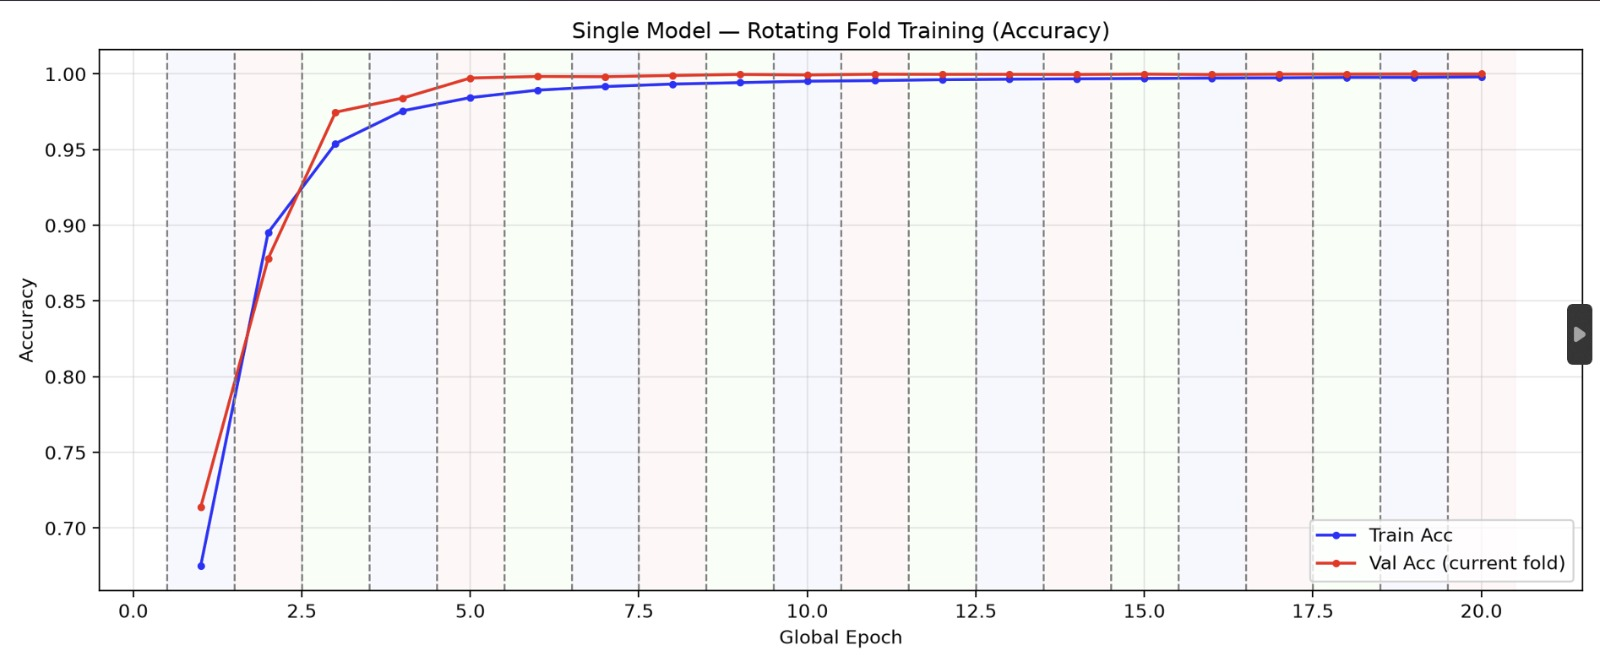 Single Model — Rotating Fold Training (Accuracy)
Accuracy
1.00
0.95
0.90
0.85
0.80
0.75
0.70
0.0 2.5 5.0 7.5 10.0 12.5 15.0 17.5 20.0
Global Epoch
Train Acc
Val Acc (current fold)